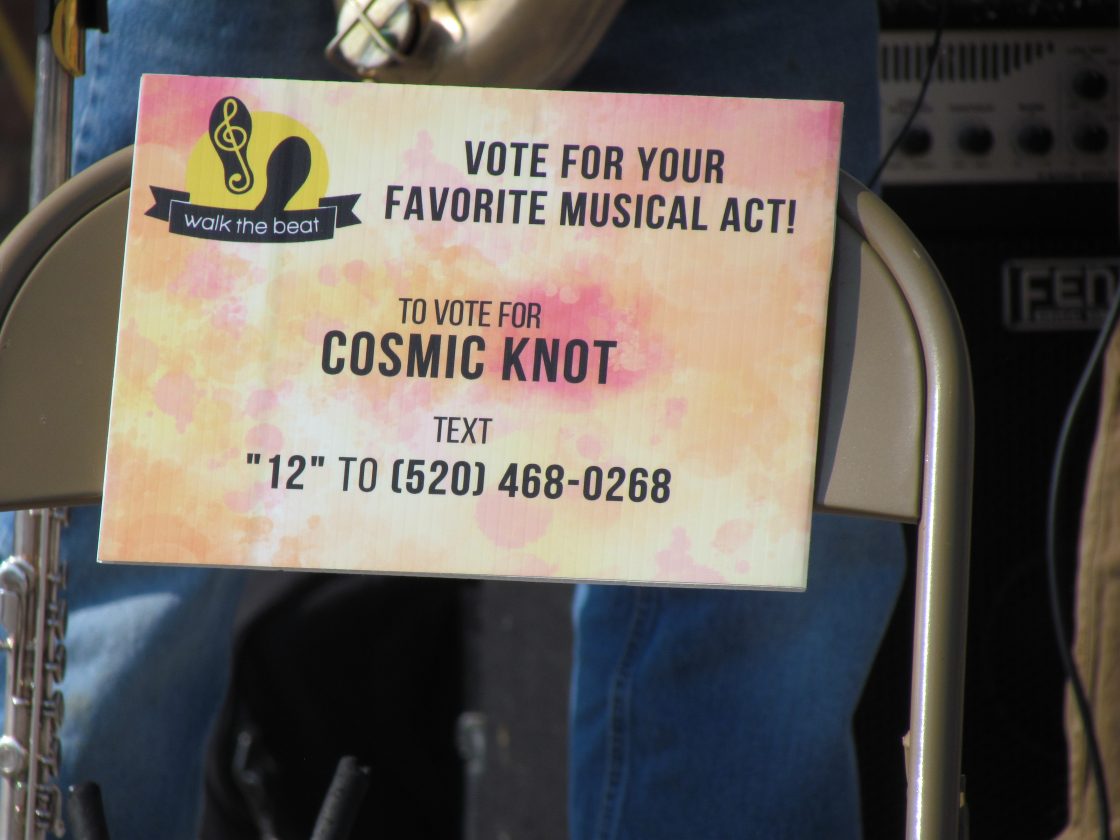 walk the beat
VOTE FOR YOUR
FAVORITE MUSICAL ACT!
TO VOTE FOR
COSMIC KNOT
TEXT
"12" TO (520) 468-0268
FEN